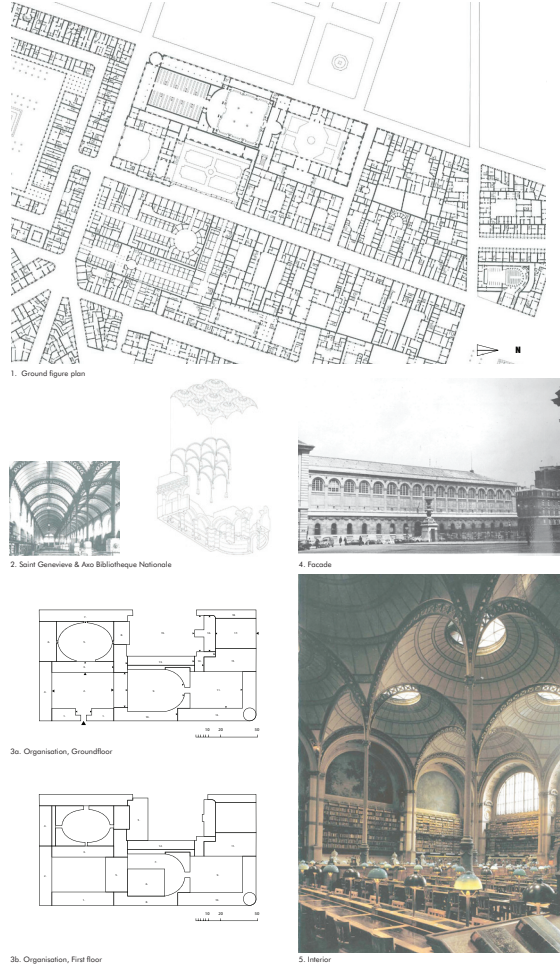 N
1. Ground figure plan
2. Saint Genevieve & Axo Bibliotheque Nationale
4. Facade
10 20 50
3a. Organisation, Groundfloor
10 20 50
3b. Organisation, First floor
5. Interior